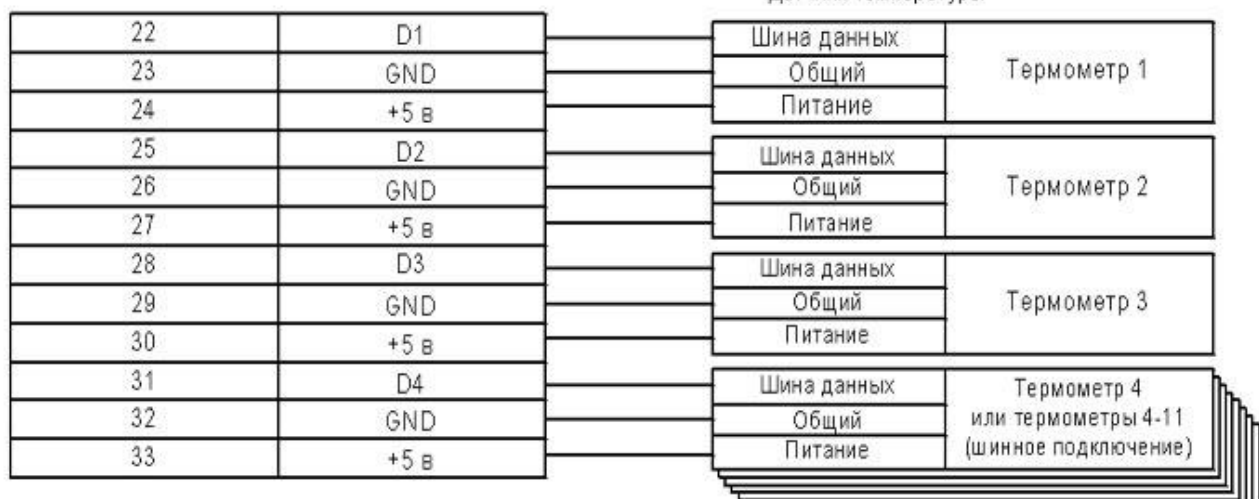 22 D1 Шина данных
23 GND Общий Термометр 1
24 +5 в Питание
25 D2 Шина данных
26 GND Общий Термометр 2
27 +5 в Питание
28 D3 Шина данных
29 GND Общий Термометр 3
30 +5 в Питание
31 D4 Шина данных Термометр 4
32 GND Общий или термометры 4-11
33 +5 в Питание (шинное подключение)